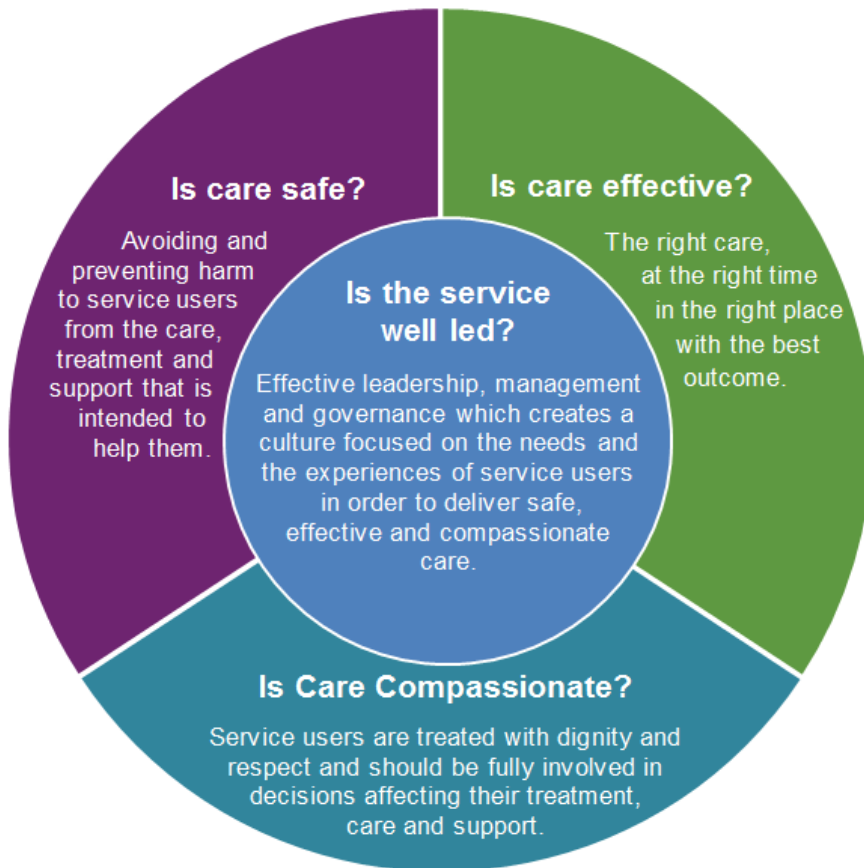 Is care safe?
Avoiding and
preventing harm
to service users
from the care,
treatment and
support that is
intended to
help them.
Is care effective?
The right care,
at the right time
in the right place
with the best
outcome.
Is the service
well led?
Effective leadership, management
and governance which creates a
culture focused on the needs and
the experiences of service users
in order to deliver safe,
effective and compassionate
care.
Is Care Compassionate?
Service users are treated with dignity and
respect and should be fully involved in
decisions affecting their treatment,
care and support.